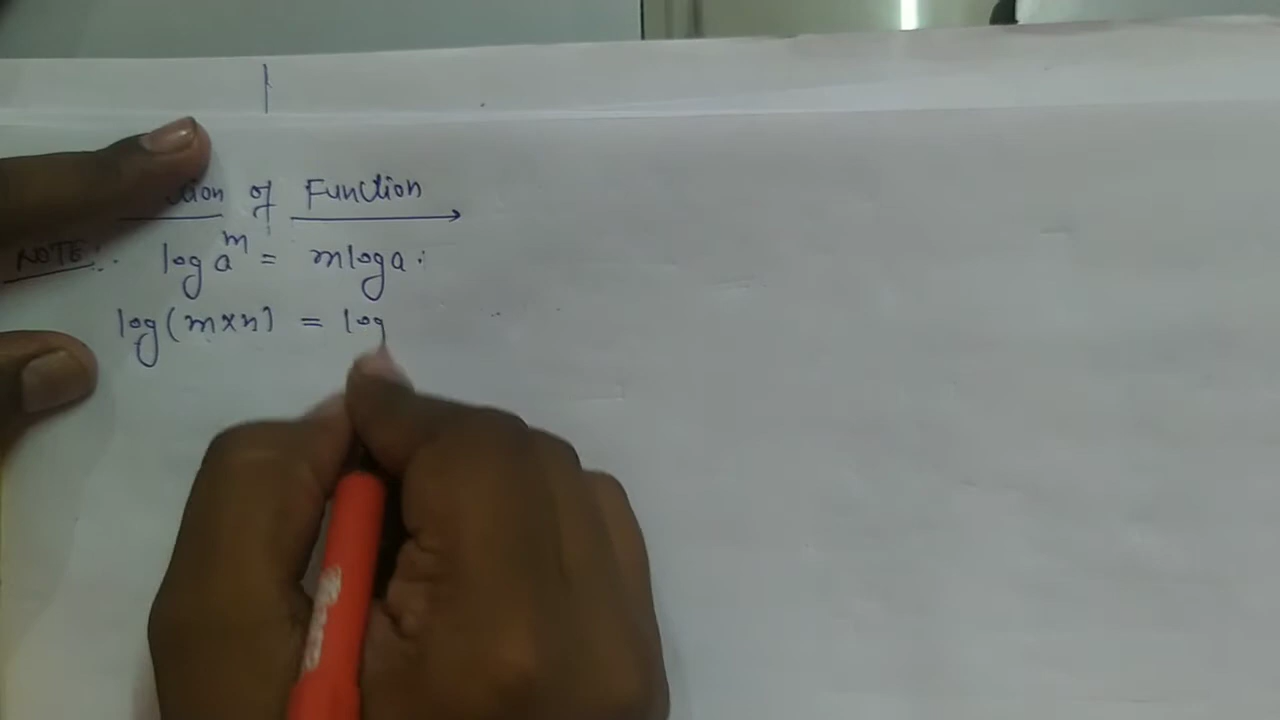 of Function
NOTE:. log a^m = m log a.
log(m×n) = log